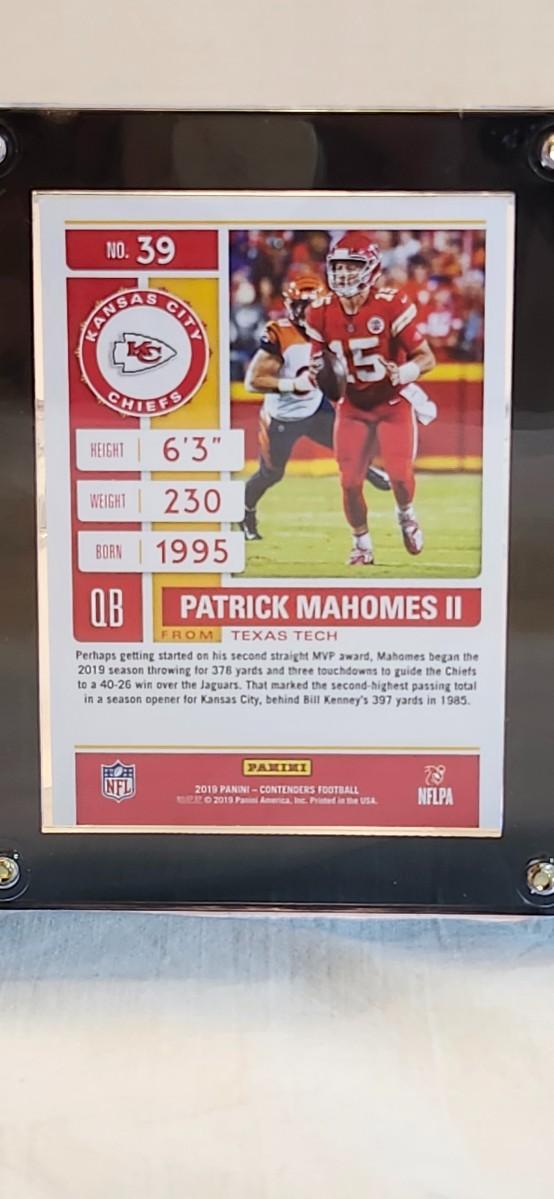 NO. 39
KANSAS CITY
KC
CHIEFS
15
15
HEIGHT 6'3"
WEIGHT 230
BORN 1995
QB PATRICK MAHOMES II
FROM TEXAS TECH
Perhaps getting started on his second straight MVP award, Mahomes began the
2019 season throwing for 378 yards and three touchdowns to guide the Chiefs
to a 40-26 win over the Jaguars. That marked the second-highest passing total
in a season opener for Kansas City, behind Bill Kenney's 397 yards in 1985.
PANINI
NFL
2019 PANINI – CONTENDERS FOOTBALL
© 2019 Panini America, Inc. Printed in the USA.
NFLPA